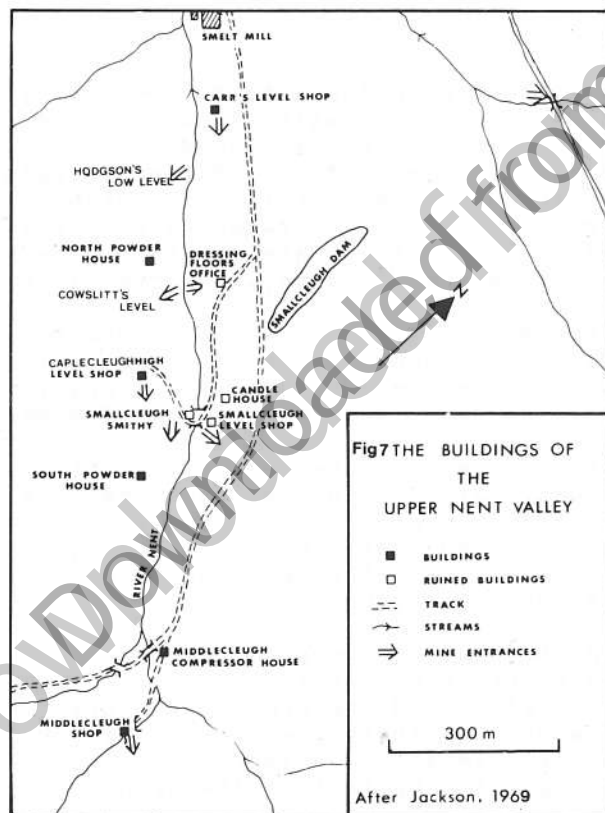 SMELT MILL
CARR'S LEVEL SHOP
HODGSON'S
LOW LEVEL
NORTH POWDER
HOUSE
DRESSING
FLOORS
OFFICE
COWSLITT'S
LEVEL
SMALLCLEUGH DAM
N
CAPLECLEUGH HIGH
LEVEL SHOP
CANDLE
HOUSE
SMALLCLEUGH
SMITHY
SMALLCLEUGH
LEVEL SHOP
SOUTH POWDER
HOUSE
RIVER NENT
MIDDLECLEUGH
COMPRESSOR HOUSE
MIDDLECLEUGH
SHOP
Fig7 THE BUILDINGS OF
THE
UPPER NENT VALLEY
BUILDINGS
RUINED BUILDINGS
TRACK
STREAMS
MINE ENTRANCES
300 m
After Jackson, 1969
Downloaded from